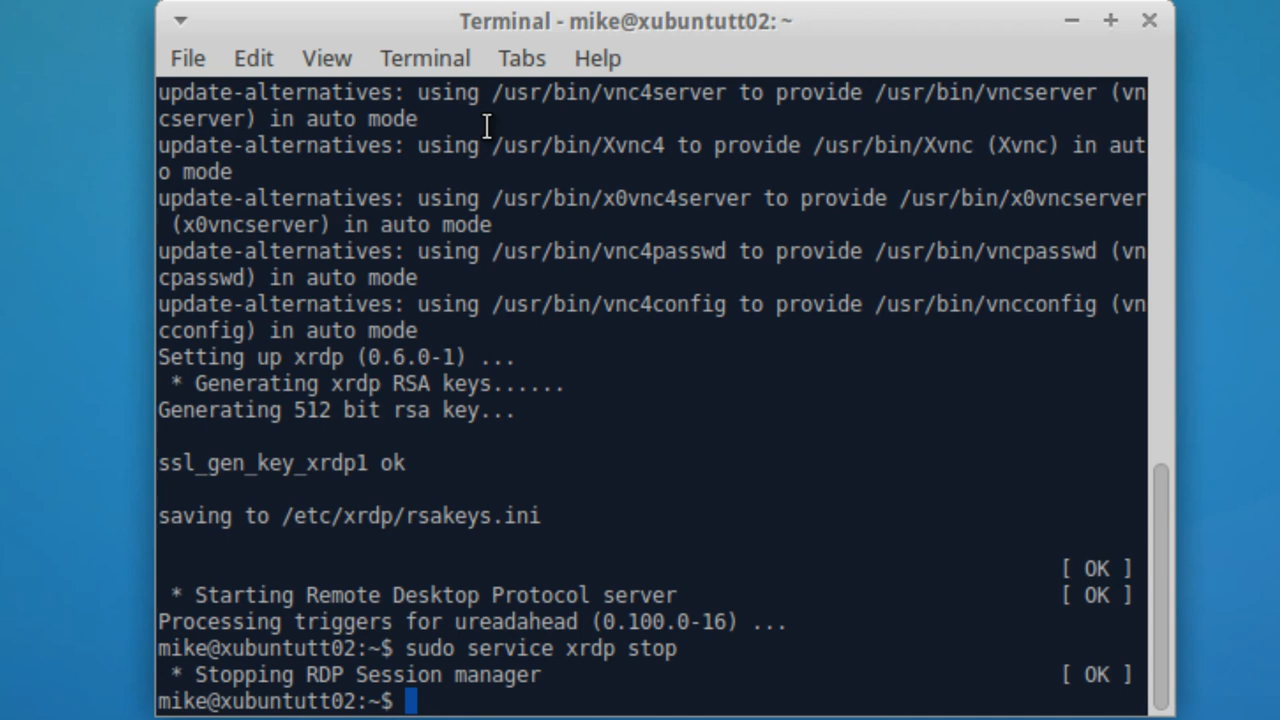 Terminal - mike@xubuntutt02: ~
File Edit View Terminal Tabs Help
update-alternatives: using /usr/bin/vnc4server to provide /usr/bin/vncserver (vn
cserver) in auto mode
update-alternatives: using /usr/bin/Xvnc4 to provide /usr/bin/Xvnc (Xvnc) in aut
o mode
update-alternatives: using /usr/bin/x0vnc4server to provide /usr/bin/x0vncserver
 (x0vncserver) in auto mode
update-alternatives: using /usr/bin/vnc4passwd to provide /usr/bin/vncpasswd (vn
cpasswd) in auto mode
update-alternatives: using /usr/bin/vnc4config to provide /usr/bin/vncconfig (vn
cconfig) in auto mode
Setting up xrdp (0.6.0-1) ...
 * Generating xrdp RSA keys......
Generating 512 bit rsa key...
ssl_gen_key_xrdp1 ok
saving to /etc/xrdp/rsakeys.ini
[ OK ]
 * Starting Remote Desktop Protocol server [ OK ]
Processing triggers for ureadahead (0.100.0-16) ...
mike@xubuntutt02:~$ sudo service xrdp stop
 * Stopping RDP Session manager [ OK ]
mike@xubuntutt02:~$